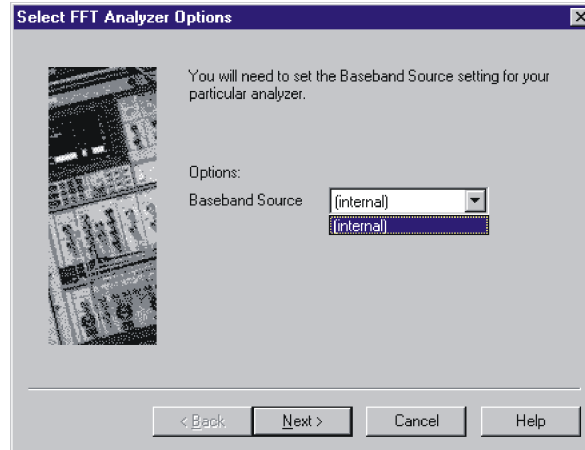 Select FFT Analyzer Options
You will need to set the Baseband Source setting for your
particular analyzer.
Options:
Baseband Source
(internal)
(internal)
< Back
Next >
Cancel
Help